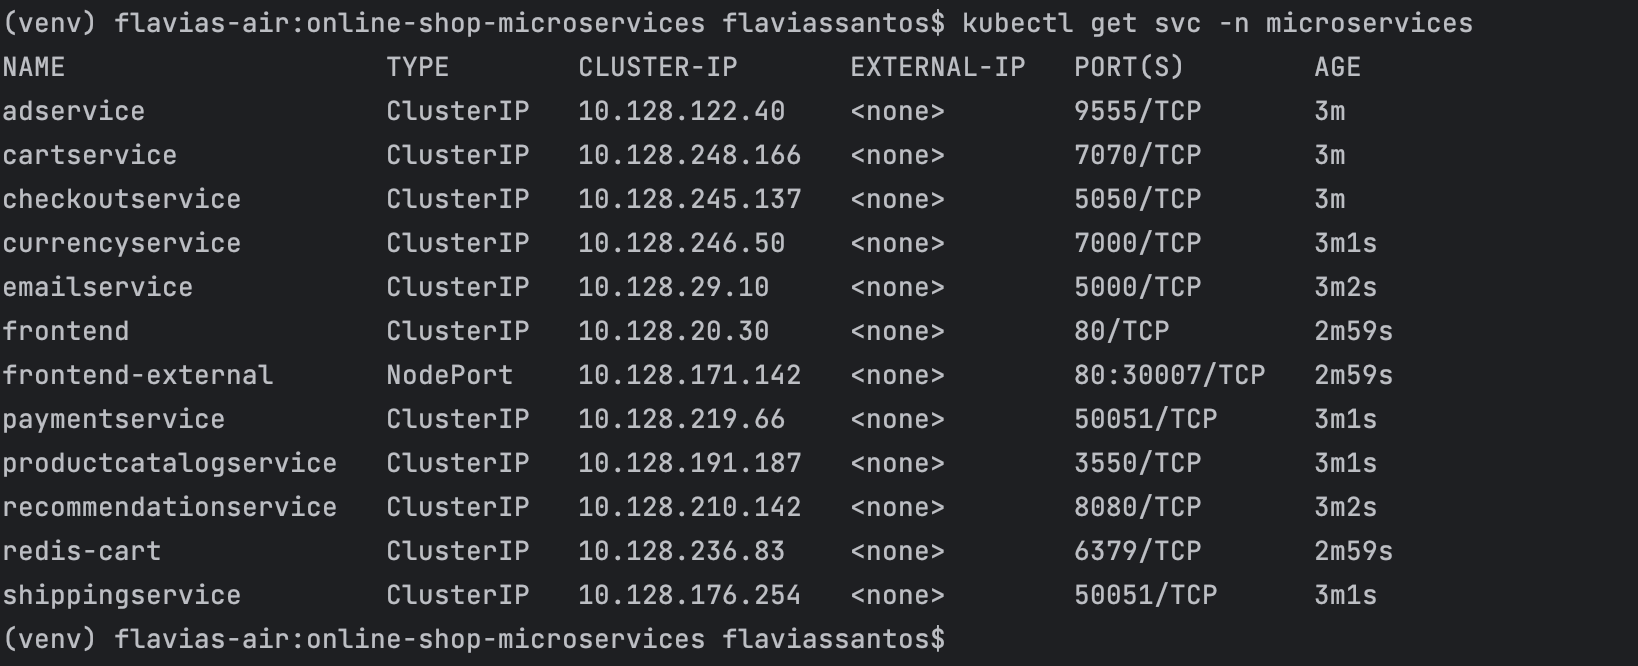 (venv) flavias-air:online-shop-microservices flaviassantos$ kubectl get svc -n microservices
NAME                    TYPE        CLUSTER-IP       EXTERNAL-IP   PORT(S)        AGE
adservice               ClusterIP   10.128.122.40    <none>        9555/TCP       3m
cartservice             ClusterIP   10.128.248.166   <none>        7070/TCP       3m
checkoutservice         ClusterIP   10.128.245.137   <none>        5050/TCP       3m
currencyservice         ClusterIP   10.128.246.50    <none>        7000/TCP       3m1s
emailservice            ClusterIP   10.128.29.10     <none>        5000/TCP       3m2s
frontend                ClusterIP   10.128.20.30     <none>        80/TCP         2m59s
frontend-external       NodePort    10.128.171.142   <none>        80:30007/TCP   2m59s
paymentservice          ClusterIP   10.128.219.66    <none>        50051/TCP      3m1s
productcatalogservice   ClusterIP   10.128.191.187   <none>        3550/TCP       3m1s
recommendationservice   ClusterIP   10.128.210.142   <none>        8080/TCP       3m2s
redis-cart              ClusterIP   10.128.236.83    <none>        6379/TCP       2m59s
shippingservice         ClusterIP   10.128.176.254   <none>        50051/TCP      3m1s
(venv) flavias-air:online-shop-microservices flaviassantos$